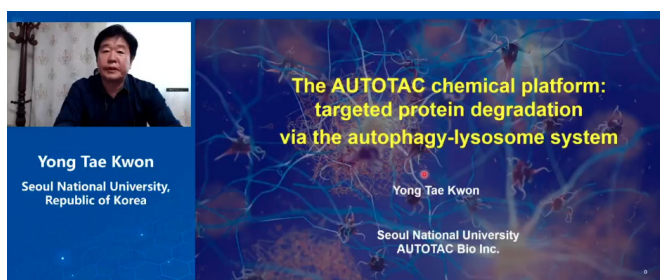 Yong Tae Kwon
Seoul National University,
Republic of Korea
The AUTOTAC chemical platform:
targeted protein degradation
via the autophagy-lysosome system
Yong Tae Kwon
Seoul National University
AUTOTAC Bio Inc.